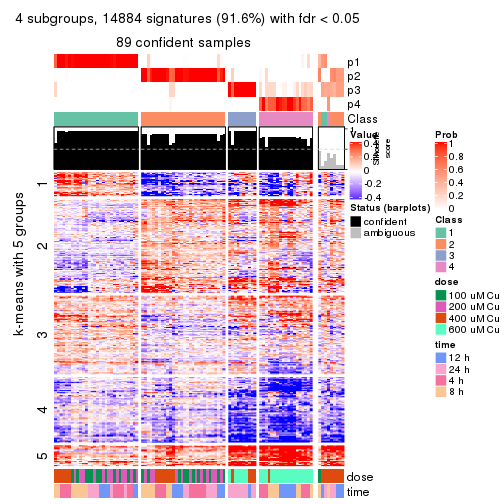 4 subgroups, 14884 signatures (91.6%) with fdr < 0.05
89 confident samples
p1
p2
p3
p4
Class
1
Silhouette
score
k-means with 5 groups
1
2
3
4
5
dose
time
Value
0.4
0.2
0
-0.2
-0.4
Status (barplots)
confident
ambiguous
Prob
1
0.8
0.6
0.4
0.2
0
Class
1
2
3
4
dose
100 uM Cu
200 uM Cu
400 uM Cu
600 uM Cu
time
12 h
24 h
4 h
8 h